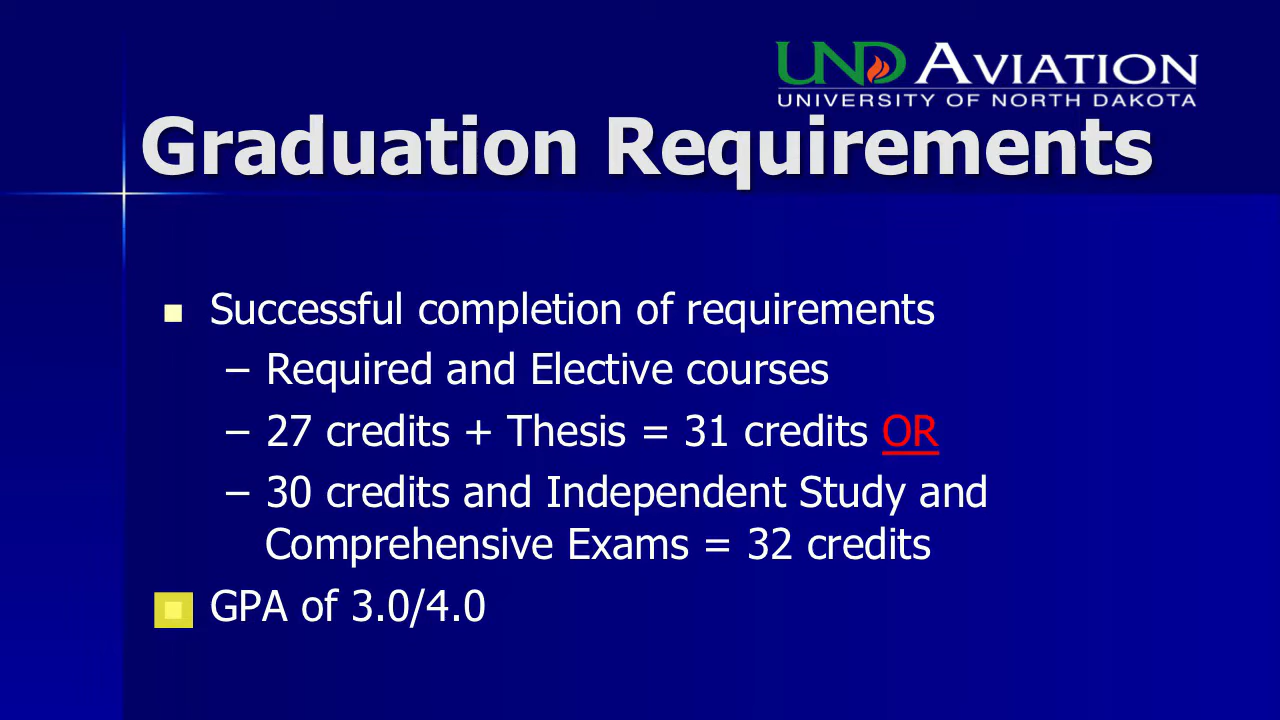 UND AVIATION
UNIVERSITY OF NORTH DAKOTA
Graduation Requirements
Successful completion of requirements
– Required and Elective courses
– 27 credits + Thesis = 31 credits OR
– 30 credits and Independent Study and
Comprehensive Exams = 32 credits
GPA of 3.0/4.0